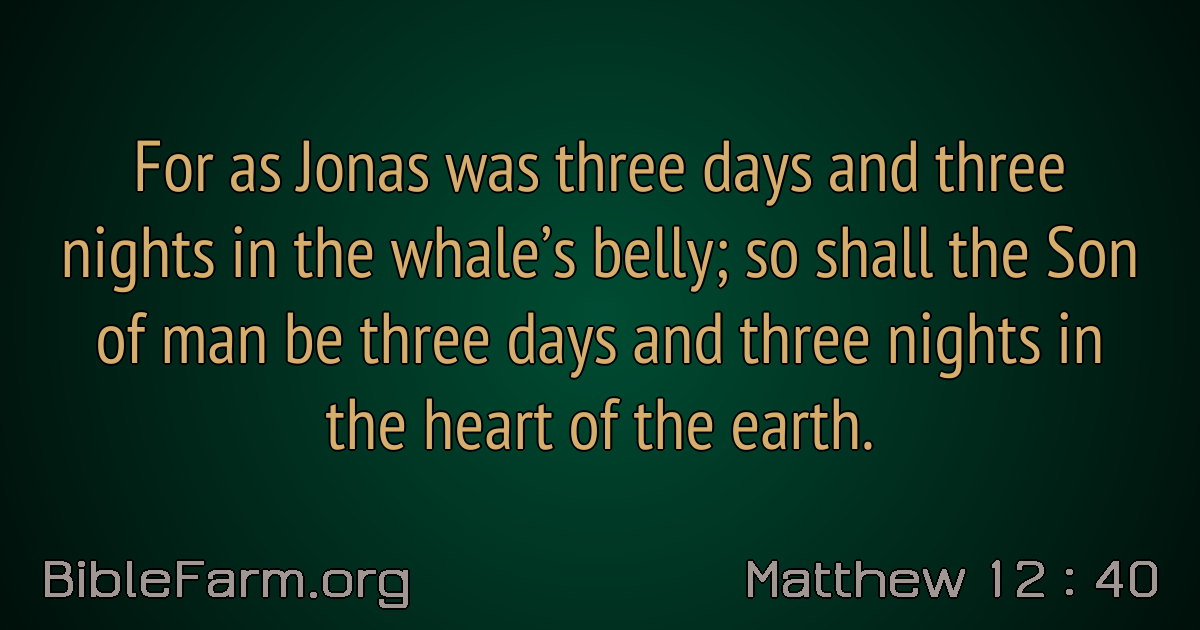 For as Jonas was three days and three
nights in the whale’s belly; so shall the Son
of man be three days and three nights in
the heart of the earth.
BibleFarm.org
Matthew 12 : 40